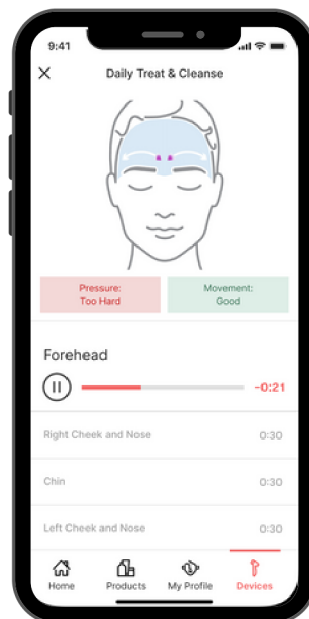 9:41
Daily Treat & Cleanse
Pressure:
Too Hard
Movement:
Good
Forehead
-0:21
Right Cheek and Nose 0:30
Chin 0:30
Left Cheek and Nose 0:30
Home Products My Profile Devices